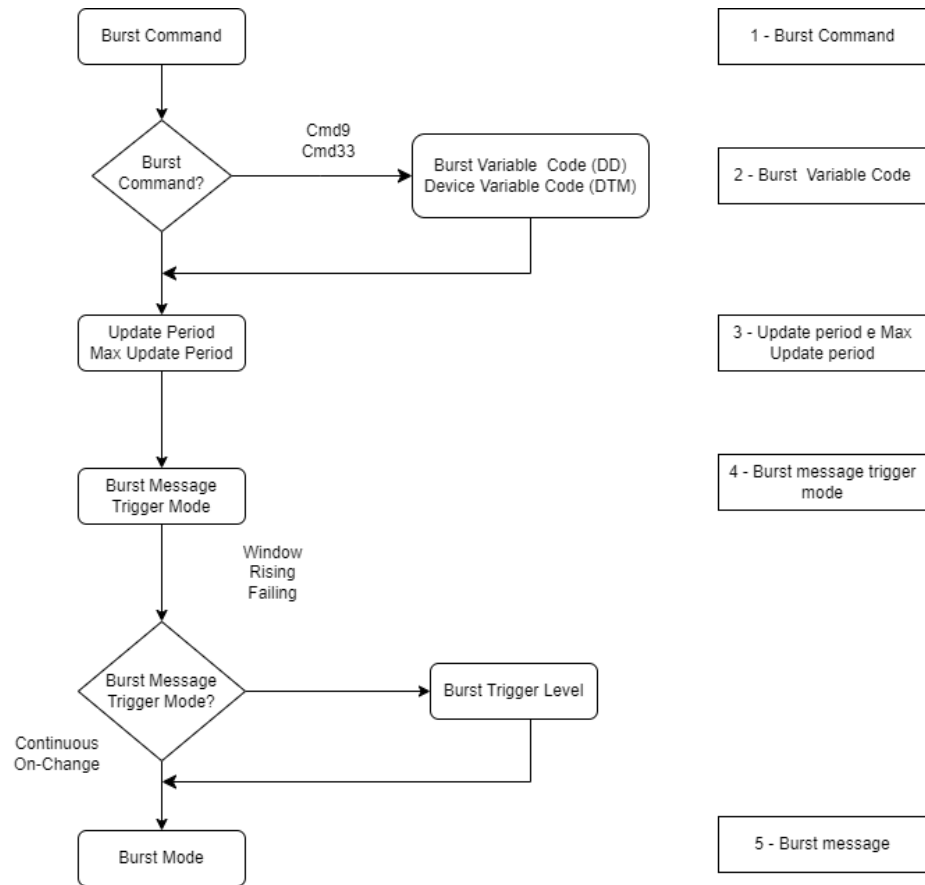 Burst Command
1 - Burst Command
Cmd9
Cmd33
Burst
Command?
Burst Variable Code (DD)
Device Variable Code (DTM)
2 - Burst Variable Code
Update Period
Max Update Period
3 - Update period e Max
Update period
Burst Message
Trigger Mode
4 - Burst message trigger
mode
Window
Rising
Failing
Burst Message
Trigger Mode?
Burst Trigger Level
Continuous
On-Change
Burst Mode
5 - Burst message